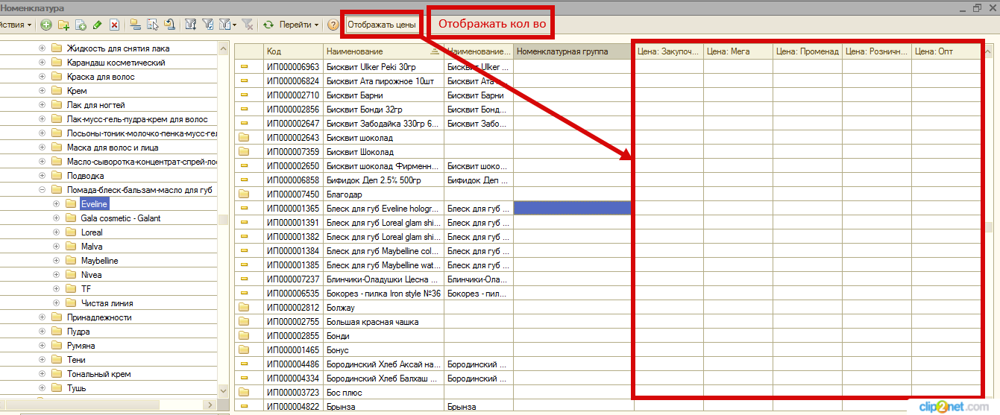 Номенклатура
йствия Перейти Отображать цены Отображать кол во
Жидкость для снятия лака
Карандаш косметический
Краска для волос
Крем
Лак для ногтей
Лак-мусс-гель-пудра-крем для волос
Лосьоны-тоник-молочко-пенка-мусс-гел
Маска для волос и лица
Масло-сыворотка-концентрат-спрей-лос
Подводка
Помада-блеск-бальзам-масло для губ
Eveline
Gala cosmetic - Galant
Loreal
Malva
Maybelline
Nivea
TF
Чистая линия
Принадлежности
Пудра
Румяна
Тени
Тональный крем
Тушь
Код Наименование Наименование... Номенклатурная группа Цена: Закупоч... Цена: Мега Цена: Променад Цена: Розничн... Цена: Опт
ИП000006963 Бисквит Ulker Peki 30гр Бисквит Ulker ...
ИП000006824 Бисквит Ата пирожное 10шт Бисквит Ата
ИП000002710 Бисквит Барни Бисквит Барни
ИП000002856 Бисквит Бонди 32гр Бисквит Бонд...
ИП000002647 Бисквит Забодайка 330гр 6... Бисквит Забо...
ИП000002643 Бисквит шоколад
ИП000007359 Бисквит Шоколад
ИП000002650 Бисквит шоколад Фирменн... Бисквит шоко...
ИП000006858 Бифидок Деп 2.5% 500гр Бифидок Деп ...
ИП000007450 Благодар
ИП000001365 Блеск для губ Eveline hologr... Блеск для губ ...
ИП000001391 Блеск для губ Loreal glam shi... Блеск для губ ...
ИП000001382 Блеск для губ Loreal glam shi... Блеск для губ ...
ИП000001384 Блеск для губ Maybelline col... Блеск для губ ...
ИП000001385 Блеск для губ Maybelline wat... Блеск для губ ...
ИП000007237 Блинчики-Оладушки Цесна ... Блинчики-Ола...
ИП000006535 Бокорез - пилка Iron style №36 Бокорез - пил...
ИП000002812 Болжау
ИП000002755 Большая красная чашка
ИП000002855 Бонди
ИП000001465 Бонус
ИП000004486 Бородинский Хлеб Аксай на... Бородинский ...
ИП000004334 Бородинский Хлеб Балхаш ... Бородинский ...
ИП000003723 Бос плюс
ИП000004822 Брынза Брынза
clip2net.com